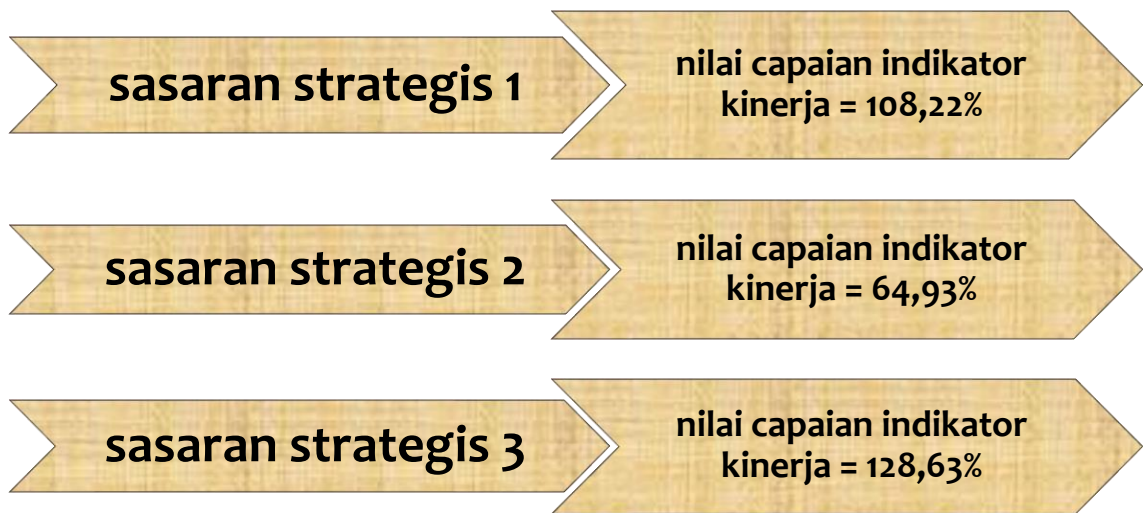 sasaran strategis 1
nilai capaian indikator
kinerja = 108,22%
sasaran strategis 2
nilai capaian indikator
kinerja = 64,93%
sasaran strategis 3
nilai capaian indikator
kinerja = 128,63%